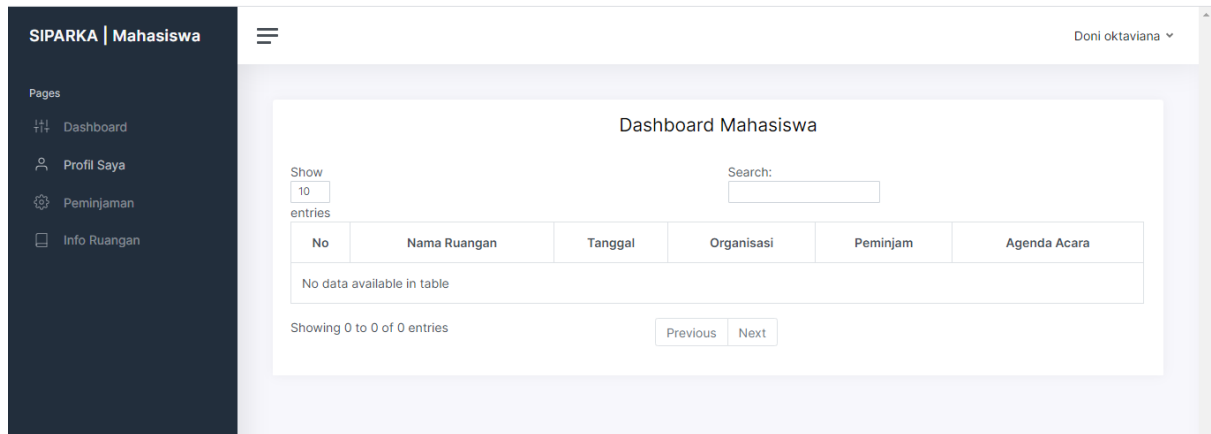 SIPARKA | Mahasiswa
Doni oktaviana
Pages
Dashboard
Profil Saya
Peminjaman
Info Ruangan
Dashboard Mahasiswa
Show
10
entries
Search:
No Nama Ruangan Tanggal Organisasi Peminjam Agenda Acara
No data available in table
Showing 0 to 0 of 0 entries
Previous Next